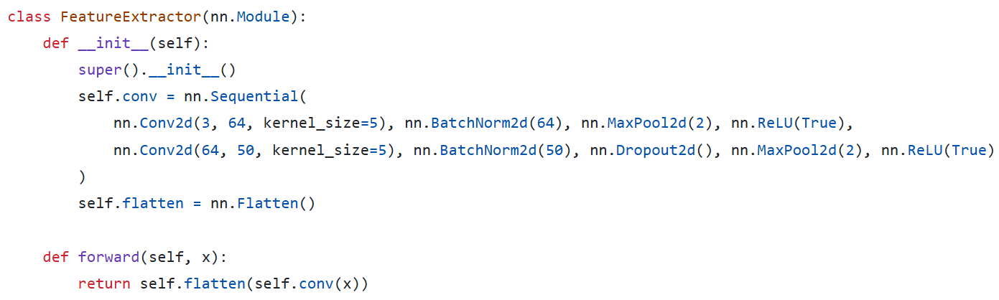 class FeatureExtractor(nn.Module):
    def __init__(self):
        super().__init__()
        self.conv = nn.Sequential(
            nn.Conv2d(3, 64, kernel_size=5), nn.BatchNorm2d(64), nn.MaxPool2d(2), nn.ReLU(True),
            nn.Conv2d(64, 50, kernel_size=5), nn.BatchNorm2d(50), nn.Dropout2d(), nn.MaxPool2d(2), nn.ReLU(True)
        )
        self.flatten = nn.Flatten()

    def forward(self, x):
        return self.flatten(self.conv(x))